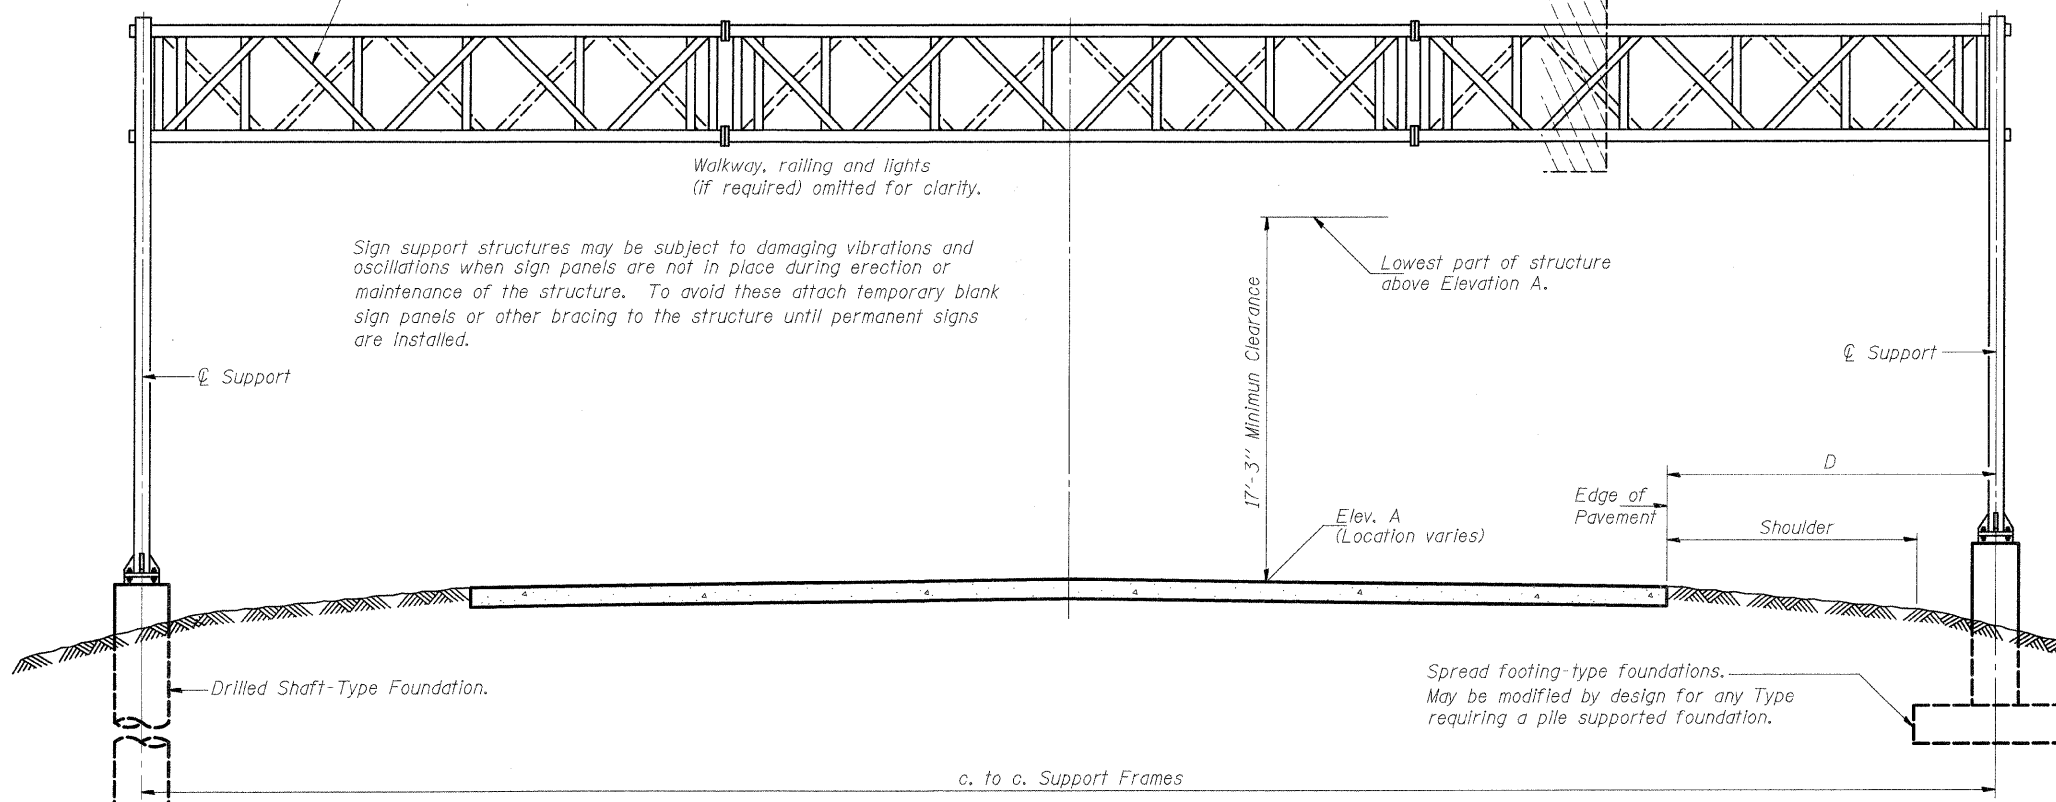 Walkway, railing and lights
(if required) omitted for clarity.
Sign support structures may be subject to damaging vibrations and
oscillations when sign panels are not in place during erection or
maintenance of the structure. To avoid these attach temporary blank
sign panels or other bracing to the structure until permanent signs
are installed.
Lowest part of structure
above Elevation A.
17'-3" Minimun Clearance
℄ Support
℄ Support
D
Edge of
Pavement
Elev. A
(Location varies)
Shoulder
Drilled Shaft-Type Foundation.
Spread footing-type foundations.
May be modified by design for any Type
requiring a pile supported foundation.
c. to c. Support Frames